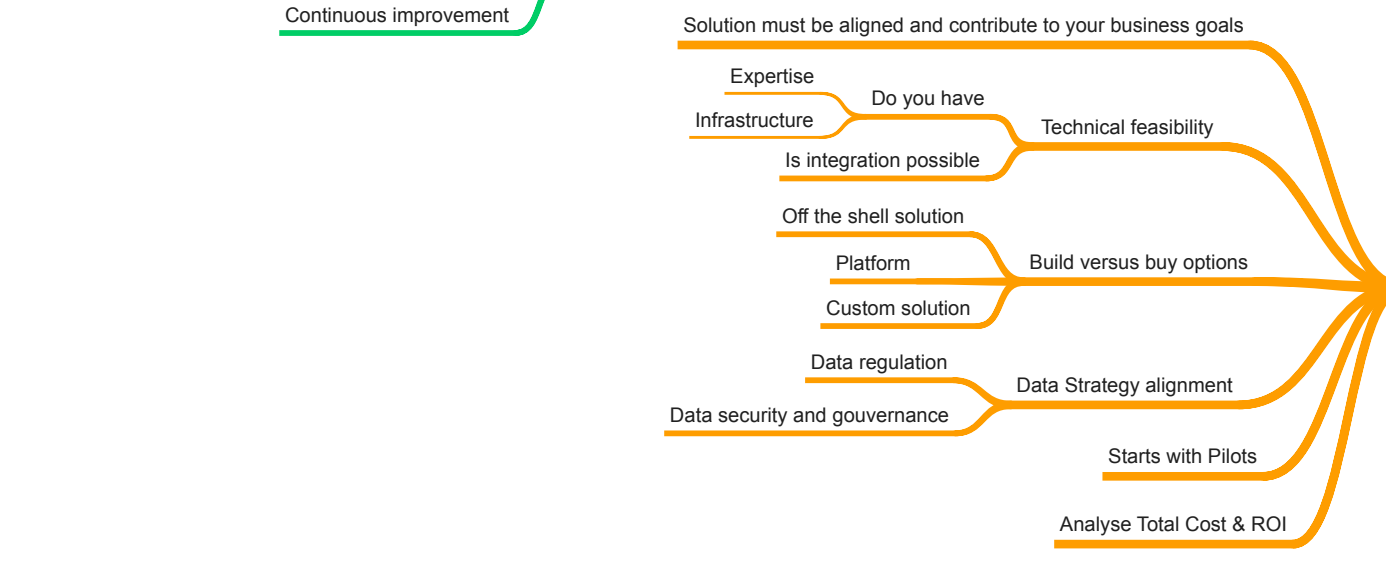 Continuous improvement
Solution must be aligned and contribute to your business goals
Expertise
Do you have
Infrastructure
Technical feasibility
Is integration possible
Off the shell solution
Platform
Build versus buy options
Custom solution
Data regulation
Data Strategy alignment
Data security and gouvernance
Starts with Pilots
Analyse Total Cost & ROI